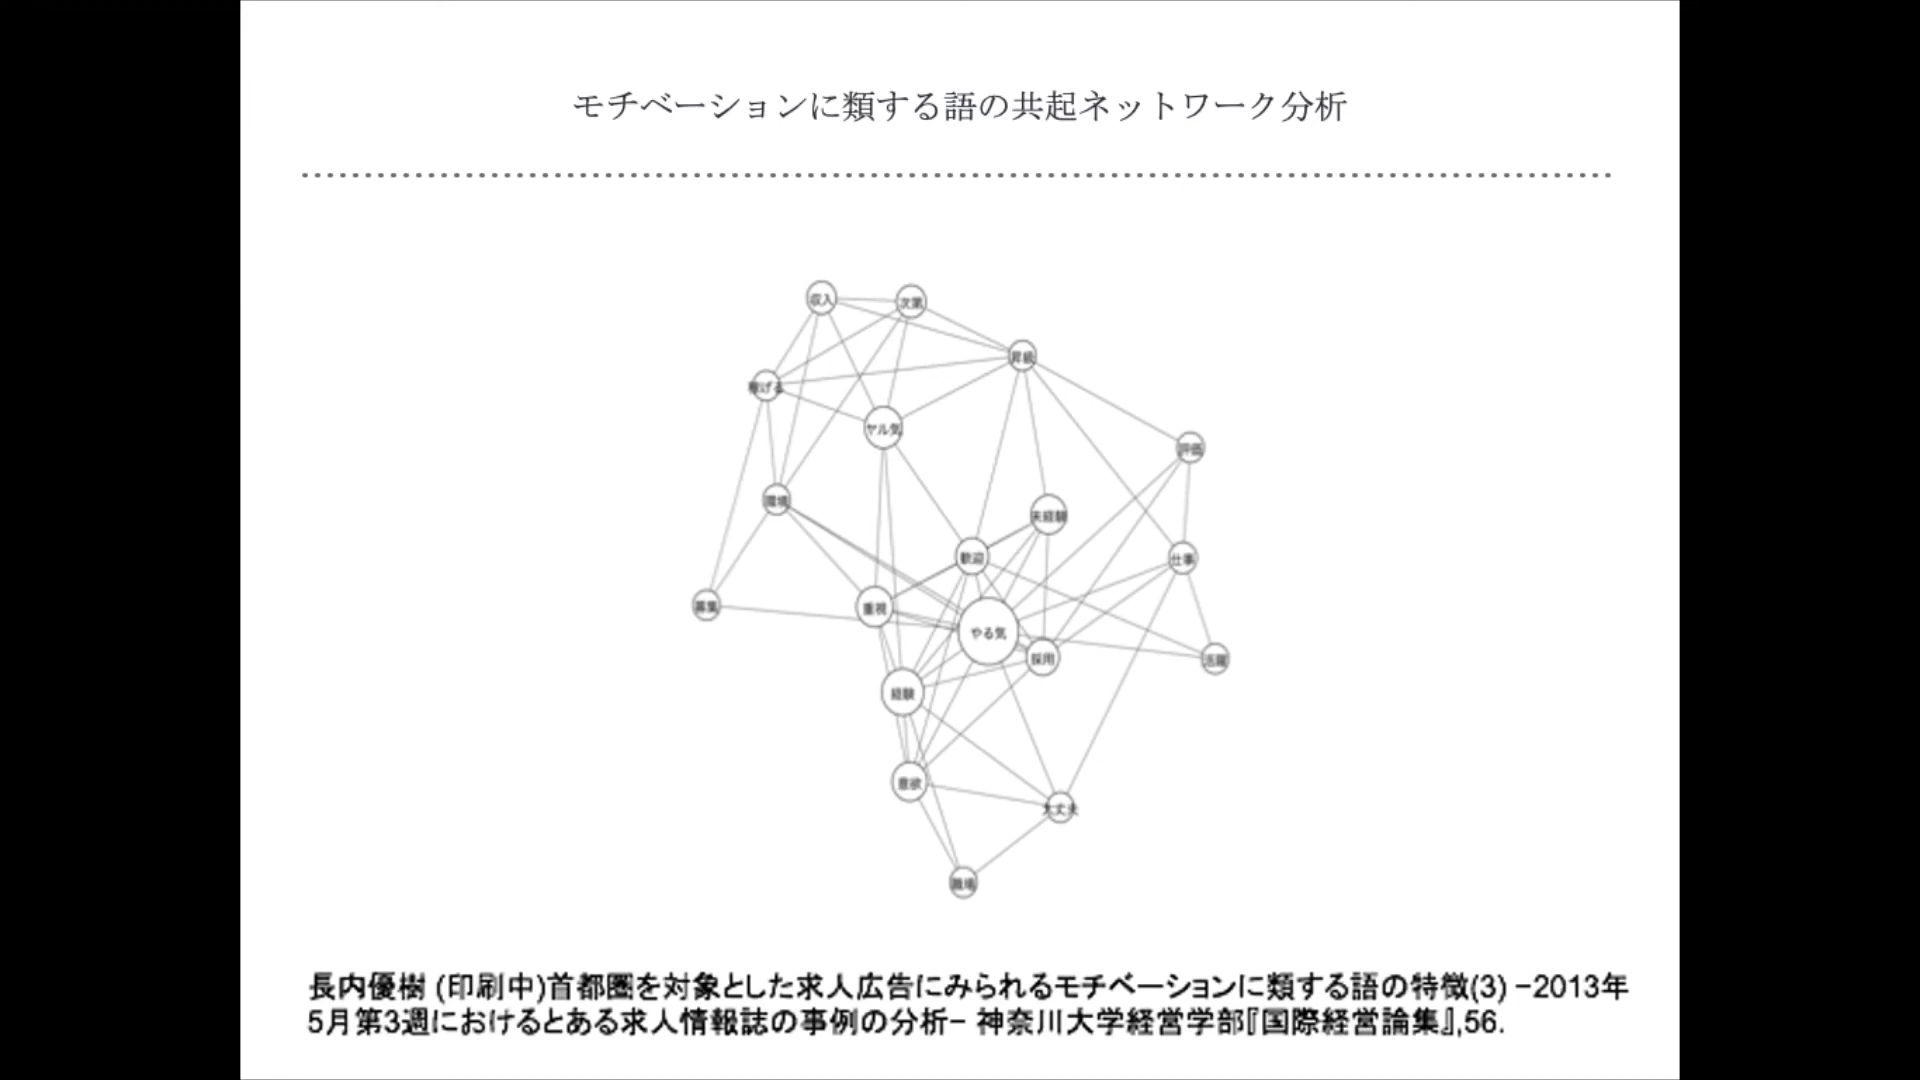 モチベーションに類する語の共起ネットワーク分析
収入
次第
昇級
稼げる
ヤル気
評価
環境
未経験
歓迎
仕事
募集
重視
やる気
採用
活躍
経験
意欲
大丈夫
職場
長内優樹 (印刷中)首都圏を対象とした求人広告にみられるモチベーションに類する語の特徴(3) −2013年
5月第3週におけるとある求人情報誌の事例の分析− 神奈川大学経営学部『国際経営論集』,56.